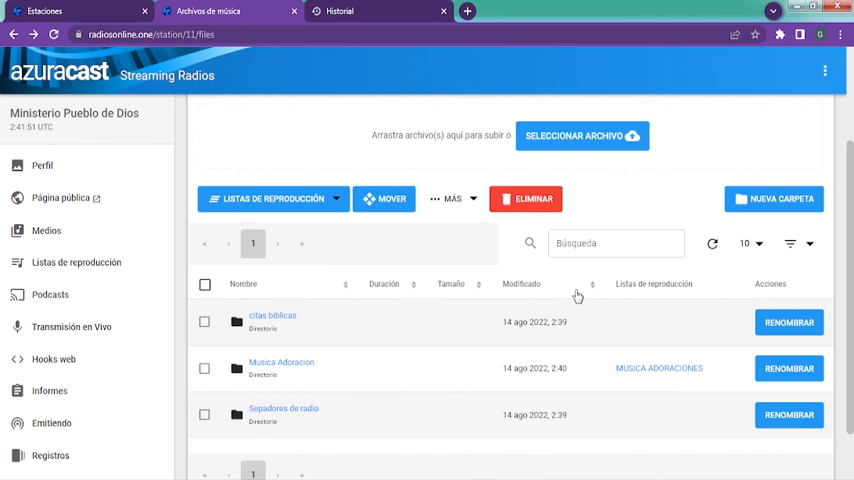 Estaciones
Archivos de música
Historial
radiosonline.one/station/11/files
G
azuracast Streaming Radios
Ministerio Pueblo de Dios
2:41:51 UTC
Perfil
Página pública
Medios
Listas de reproducción
Podcasts
Transmisión en Vivo
Hooks web
Informes
Emitiendo
Registros
Arrastra archivo(s) aquí para subir o SELECCIONAR ARCHIVO
LISTAS DE REPRODUCCIÓN MOVER ••• MÁS ELIMINAR NUEVA CARPETA
« ‹ 1 › » Búsqueda 10
Nombre Duración Tamaño Modificado Listas de reproducción Acciones
citas biblicas 14 ago 2022, 2:39 RENOMBRAR
Directorio
Musica Adoracion 14 ago 2022, 2:40 MUSICA ADORACIONES RENOMBRAR
Directorio
Sepadores de radio 14 ago 2022, 2:39 RENOMBRAR
Directorio
« ‹ 1 › »